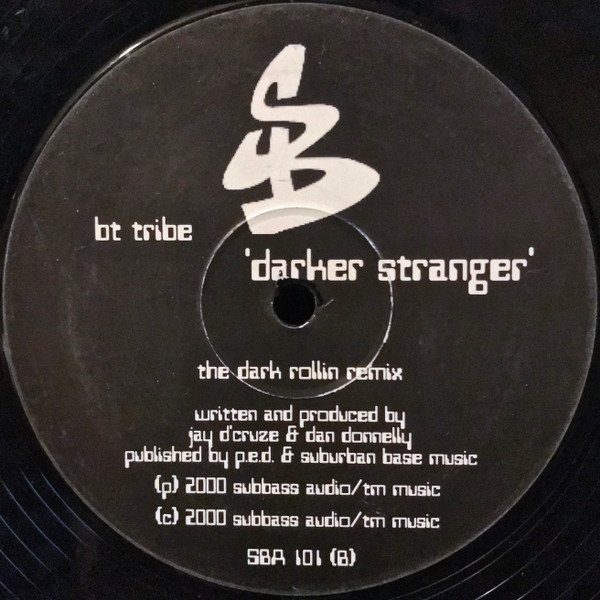 bt tribe
'darker stranger'
the dark rollin remix
written and produced by
jay d'cruze & dan donnelly
published by p.e.d. & suburban base music
(p) 2000 subbass audio/tm music
(c) 2000 subbass audio/tm music
SBA 101 (B)